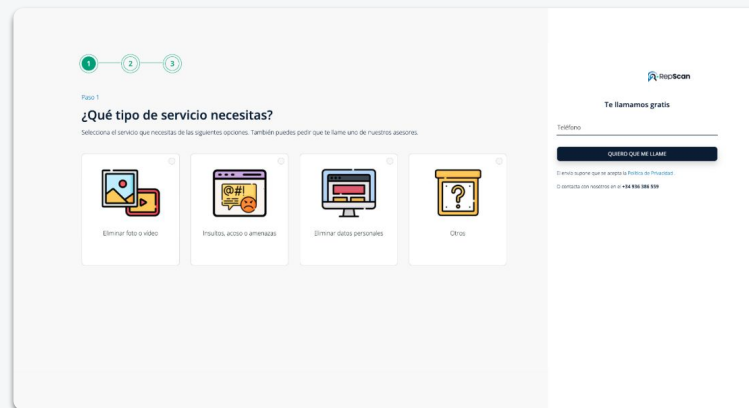 1
2
3
Paso 1
¿Qué tipo de servicio necesitas?
Selecciona el servicio que necesitas de las siguientes opciones. También puedes pedir que te llame uno de nuestros asesores.
@#!
Eliminar foto o vídeo
Insultos, acoso o amenazas
Eliminar datos personales
?
Otros
RepScan
Te llamamos gratis
Teléfono
QUIERO QUE ME LLAME
El envío supone que se acepta la Política de Privacidad
O contacta con nosotros en el +34 936 386 959